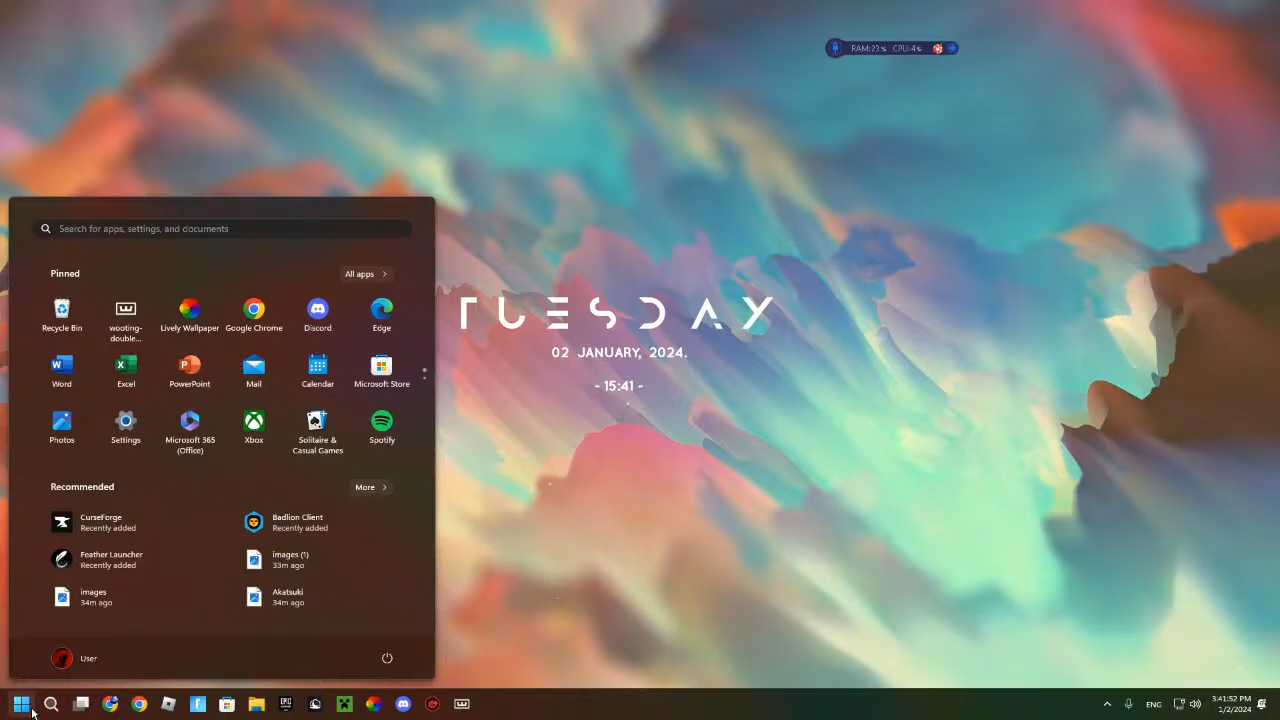 RAM:23% CPU:4%
Search for apps, settings, and documents
Pinned
All apps
Recycle Bin
wooting-double...
Lively Wallpaper
Google Chrome
Discord
Edge
Word
Excel
PowerPoint
Mail
Calendar
Microsoft Store
Photos
Settings
Microsoft 365
(Office)
Xbox
Solitaire &
Casual Games
Spotify
Recommended
More
CurseForge
Recently added
Badlion Client
Recently added
Feather Launcher
Recently added
images (1)
33m ago
images
34m ago
Akatsuki
34m ago
User
TUESDAY
02 JANUARY, 2024.
- 15:41 -
EPIC
ENG
3:41:52 PM
1/2/2024